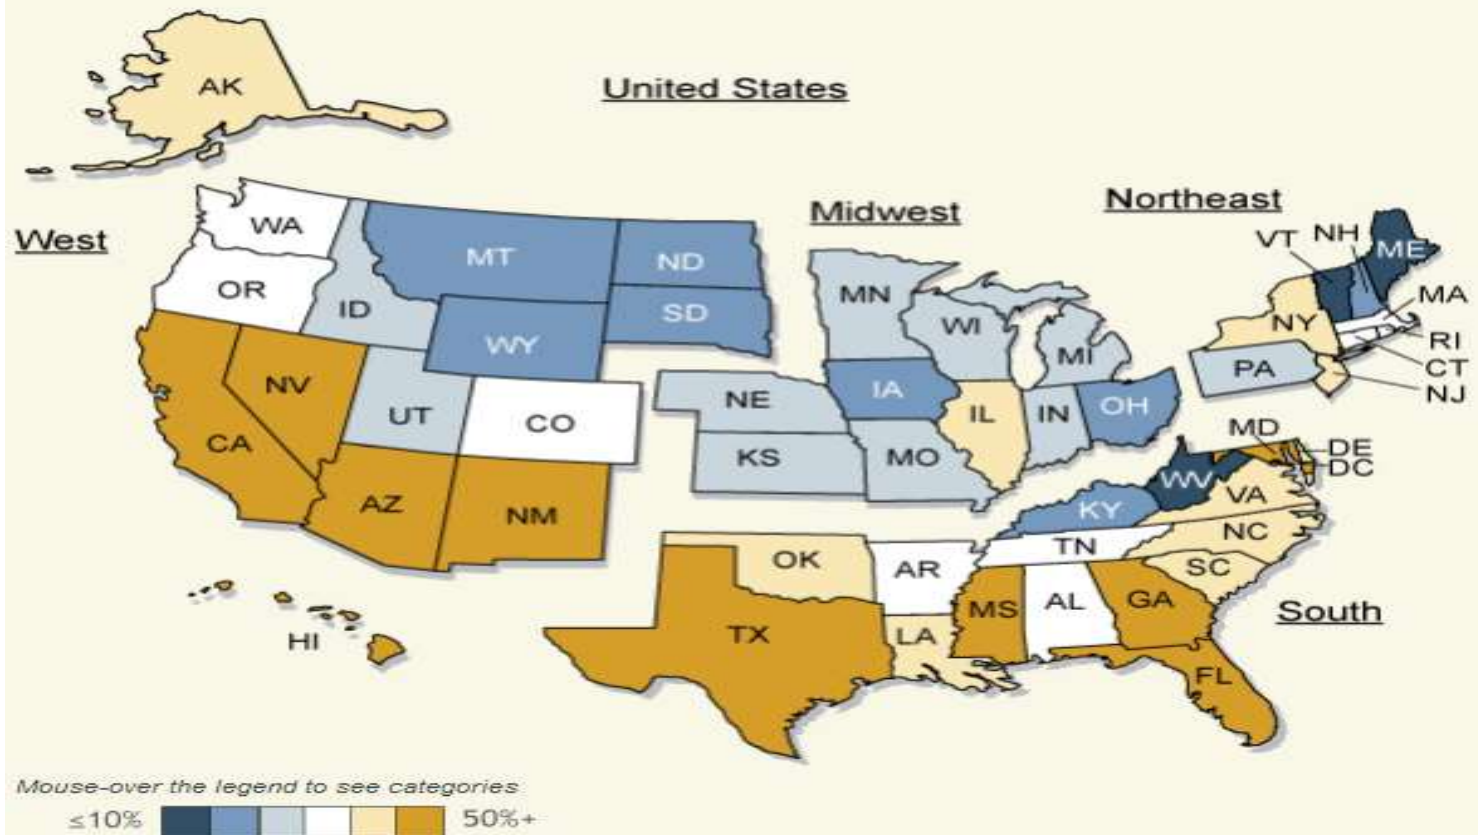 AK
United States
Northeast
Midwest
West
VT
NH
ME
WA
MT
ND
MN
MA
OR
ID
SD
WI
NY
RI
WY
MI
PA
CT
NV
NE
IA
IL
IN
OH
NJ
UT
CO
MD
CA
KS
MO
DE
DC
WV
VA
AZ
NM
KY
NC
OK
AR
TN
SC
MS
AL
GA
South
HI
TX
LA
FL
Mouse-over the legend to see categories
≤10%
50%+